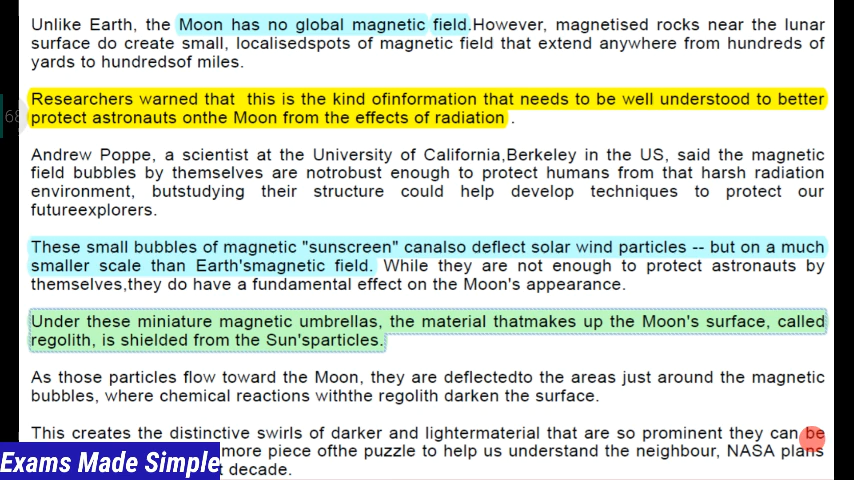 Unlike Earth, the Moon has no global magnetic field.However, magnetised rocks near the lunar
surface do create small, localisedspots of magnetic field that extend anywhere from hundreds of
yards to hundredsof miles.
Researchers warned that this is the kind ofinformation that needs to be well understood to better
protect astronauts onthe Moon from the effects of radiation .
68
Andrew Poppe, a scientist at the University of California,Berkeley in the US, said the magnetic
field bubbles by themselves are notrobust enough to protect humans from that harsh radiation
environment, butstudying their structure could help develop techniques to protect our
futureexplorers.
These small bubbles of magnetic "sunscreen" canalso deflect solar wind particles -- but on a much
smaller scale than Earth'smagnetic field. While they are not enough to protect astronauts by
themselves,they do have a fundamental effect on the Moon's appearance.
Under these miniature magnetic umbrellas, the material thatmakes up the Moon's surface, called
regolith, is shielded from the Sun'sparticles.
As those particles flow toward the Moon, they are deflectedto the areas just around the magnetic
bubbles, where chemical reactions withthe regolith darken the surface.
This creates the distinctive swirls of darker and lightermaterial that are so prominent they can be
more piece ofthe puzzle to help us understand the neighbour, NASA plans
decade.
Exams Made Simple